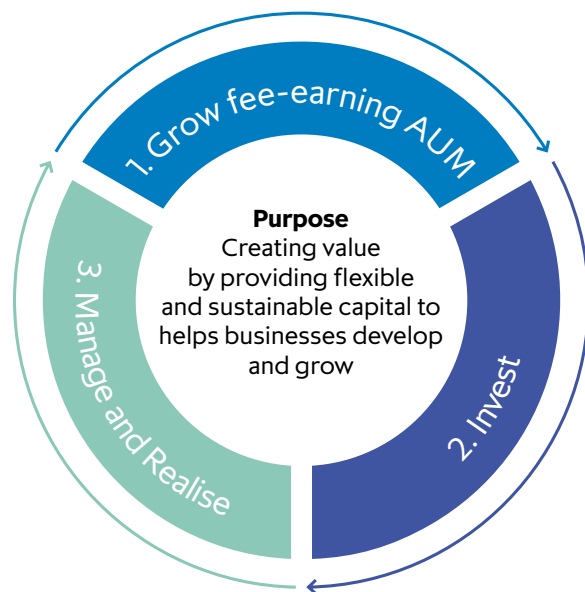 1. Grow fee-earning AUM
Purpose
Creating value
by providing flexible
and sustainable capital to
helps businesses develop
and grow
2. Invest
3. Manage and Realise